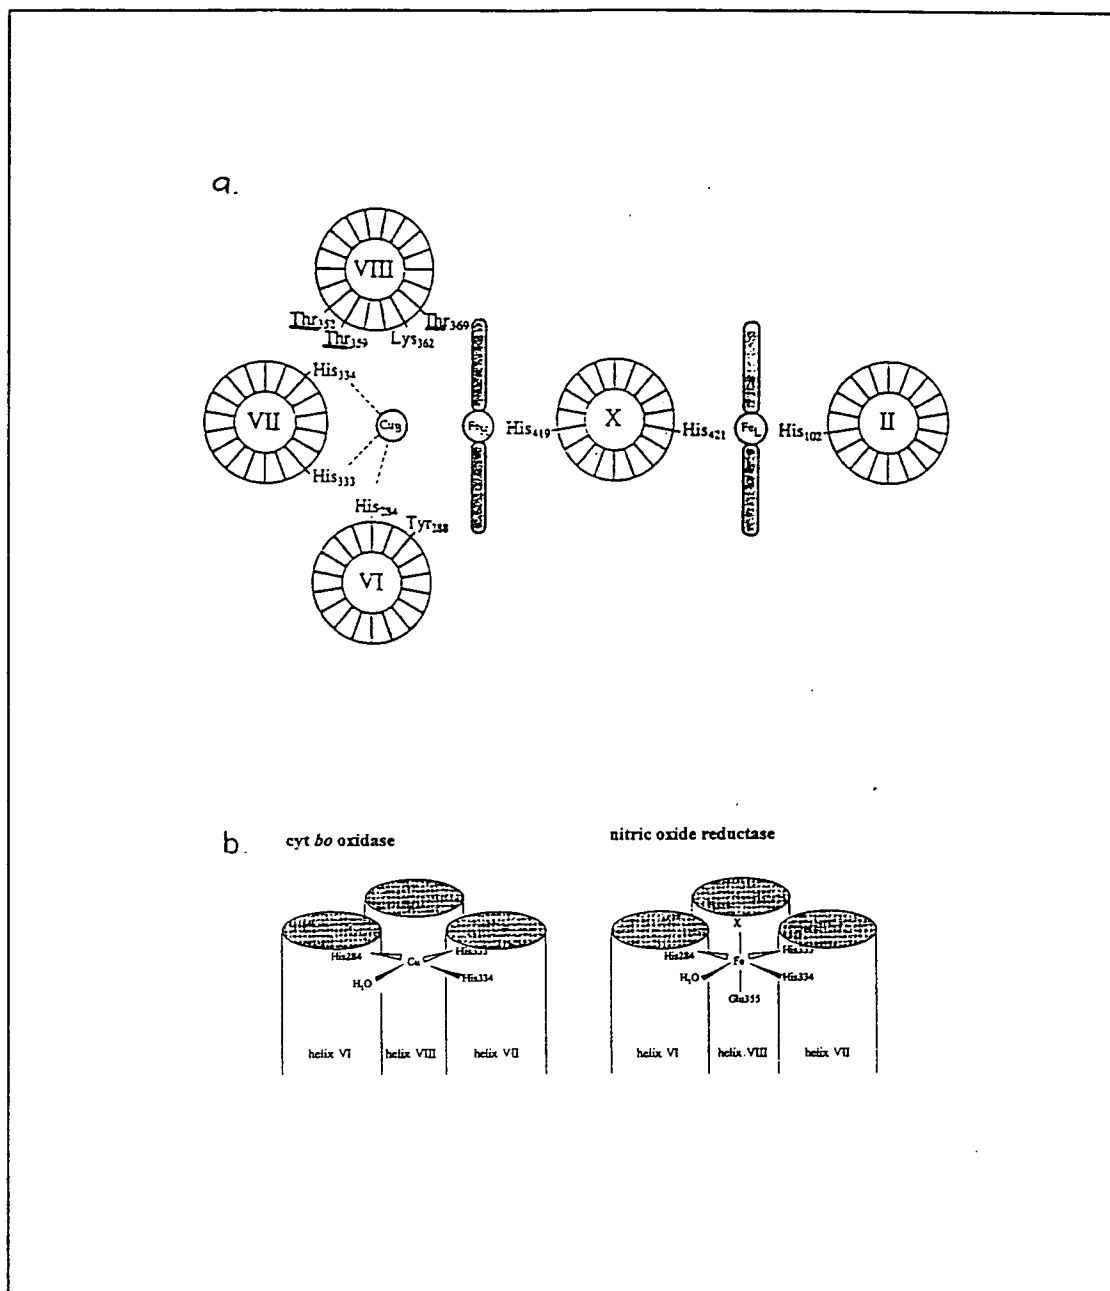 a.
VIII
Thr352 Thr369
Thr359 Lys362
His334
VII CuB FeH His419 X His421 FeL His102 II
His333
His284
Tyr288
VI
b. cyt bo oxidase nitric oxide reductase
X
His284 Cu His333 His284 Fe His333
H2O His334 H2O His334
Glu355
helix VI helix VIII helix VII helix VI helix VIII helix VII